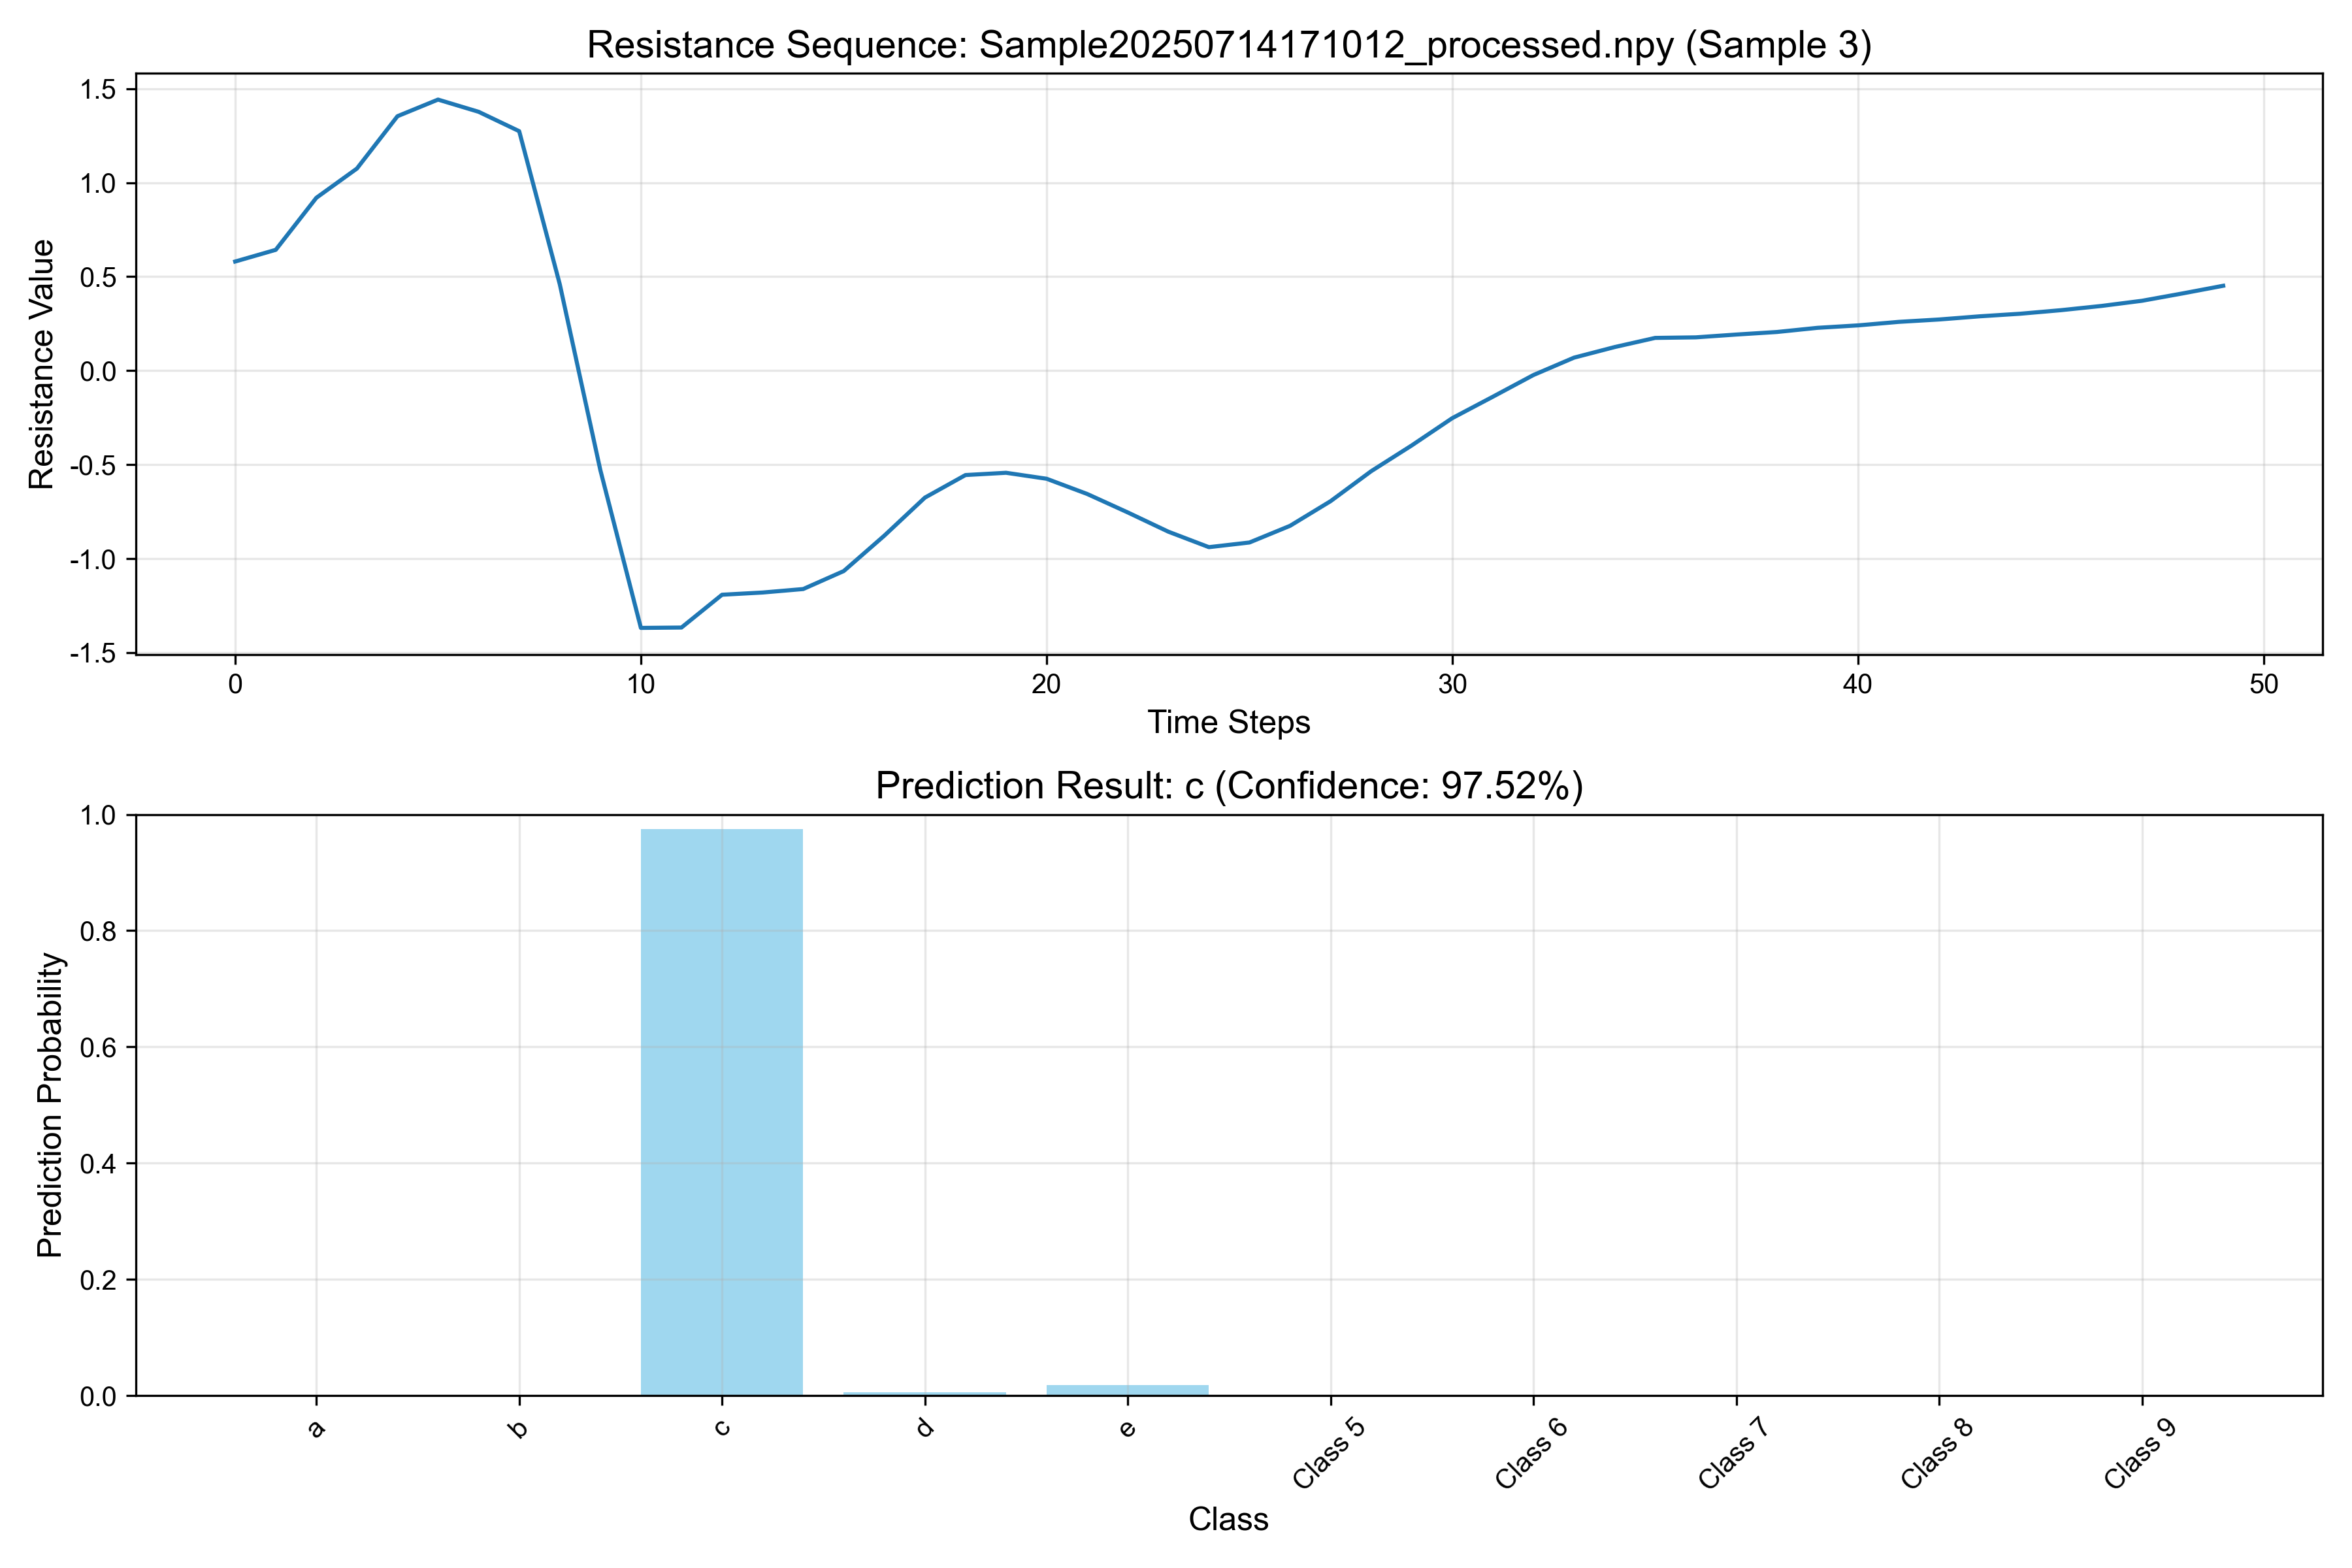 Resistance Sequence: Sample20250714171012_processed.npy (Sample 3)
Resistance Value
1.5
1.0
0.5
0.0
-0.5
-1.0
-1.5
0 10 20 30 40 50
Time Steps
Prediction Result: c (Confidence: 97.52%)
Prediction Probability
1.0
0.8
0.6
0.4
0.2
0.0
a b c d e Class 5 Class 6 Class 7 Class 8 Class 9
Class